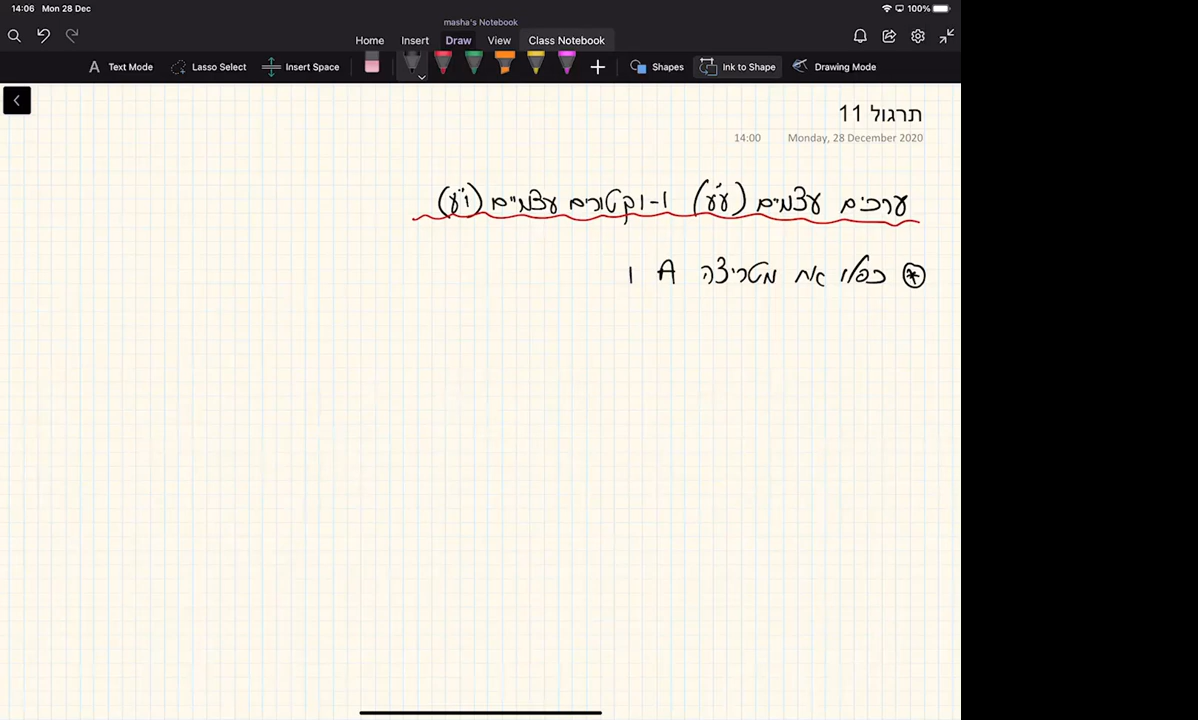 14:06 Mon 28 Dec
100%
masha's Notebook
Home Insert Draw View Class Notebook
Text Mode Lasso Select Insert Space Shapes Ink to Shape Drawing Mode
תרגול 11
14:00 Monday, 28 December 2020
ערכים עצמים (ע"ע) ו-וקטורים עצמיים (ו"ע)
כפלו את מטריצה A ו